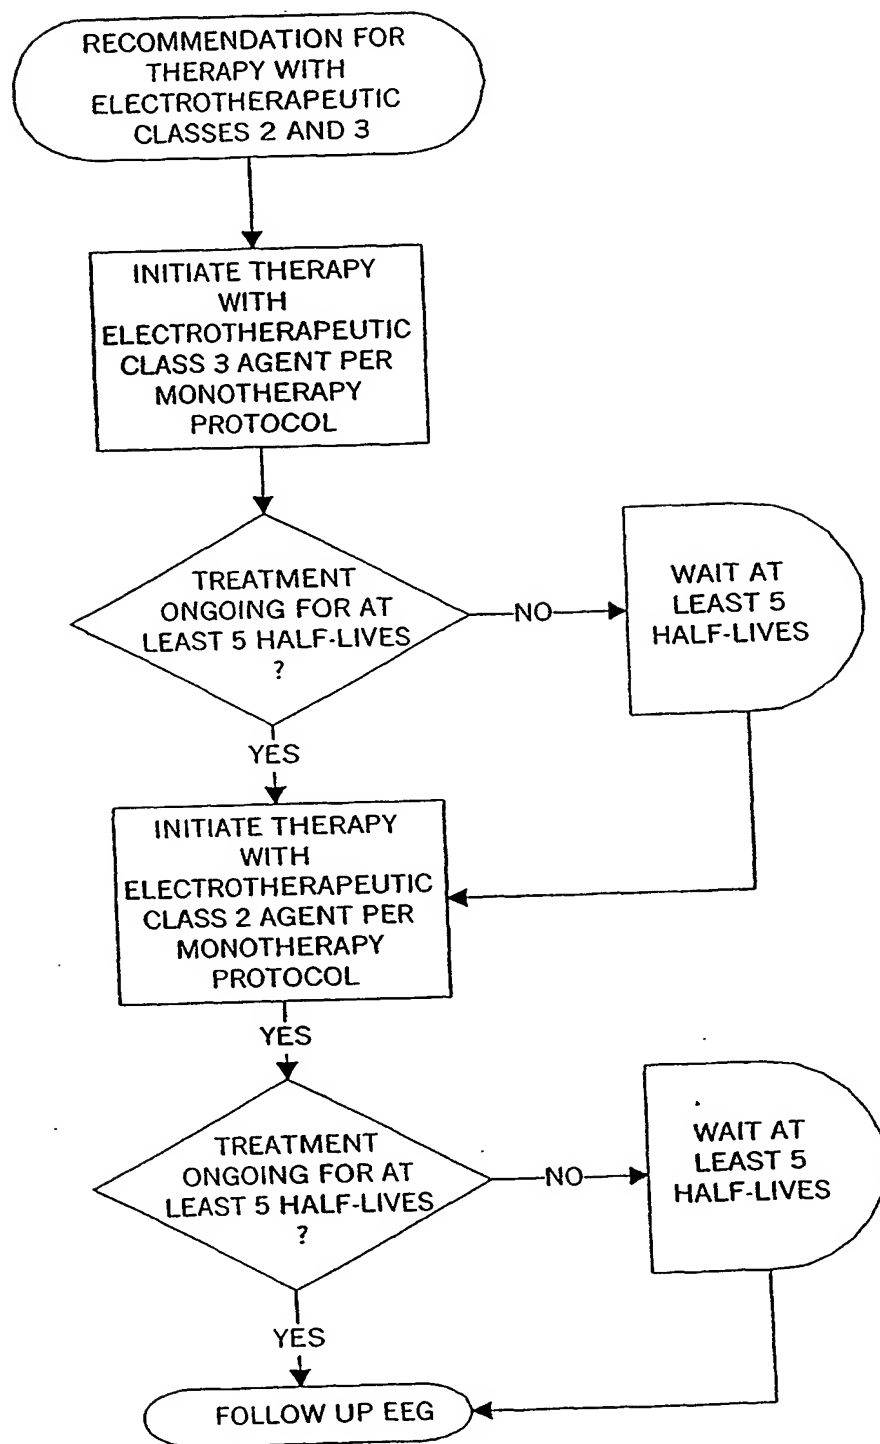 RECOMMENDATION FOR
THERAPY WITH
ELECTROTHERAPEUTIC
CLASSES 2 AND 3
INITIATE THERAPY
WITH
ELECTROTHERAPEUTIC
CLASS 3 AGENT PER
MONOTHERAPY
PROTOCOL
TREATMENT
ONGOING FOR AT
LEAST 5 HALF-LIVES
?
NO
WAIT AT
LEAST 5
HALF-LIVES
YES
INITIATE THERAPY
WITH
ELECTROTHERAPEUTIC
CLASS 2 AGENT PER
MONOTHERAPY
PROTOCOL
YES
TREATMENT
ONGOING FOR AT
LEAST 5 HALF-LIVES
?
NO
WAIT AT
LEAST 5
HALF-LIVES
YES
FOLLOW UP EEG